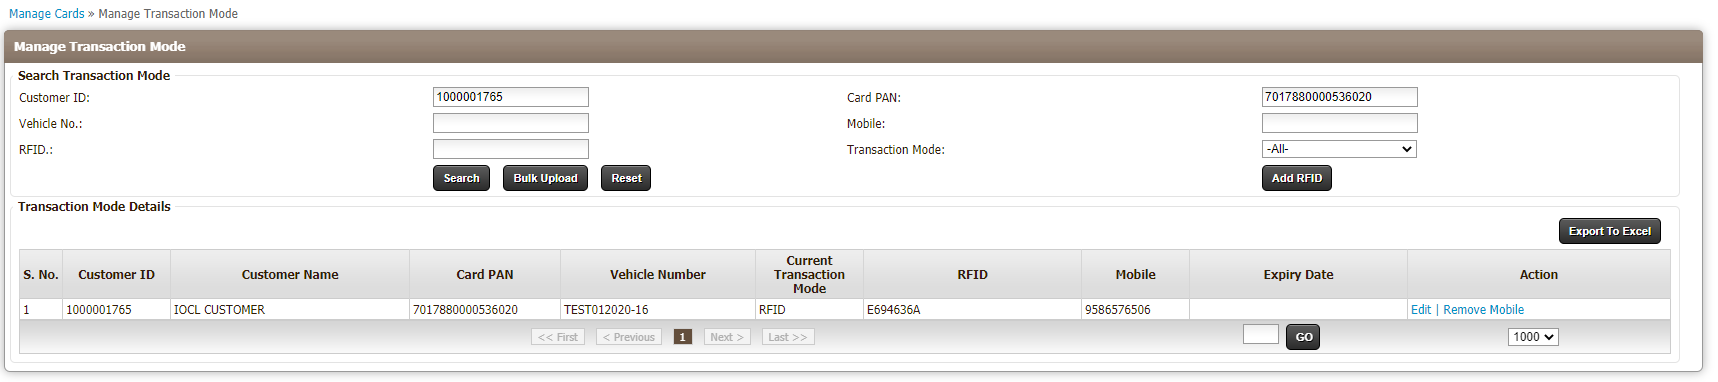 Manage Cards » Manage Transaction Mode
Manage Transaction Mode
Search Transaction Mode
Customer ID: 1000001765 Card PAN: 7017880000536020
Vehicle No.: Mobile:
RFID.: Transaction Mode: -All-
Search Bulk Upload Reset Add RFID
Transaction Mode Details
Export To Excel
S. No. Customer ID Customer Name Card PAN Vehicle Number Current Transaction Mode RFID Mobile Expiry Date Action
1 1000001765 IOCL CUSTOMER 7017880000536020 TEST012020-16 RFID E694636A 9586576506 Edit | Remove Mobile
<< First < Previous 1 Next > Last >> GO 1000